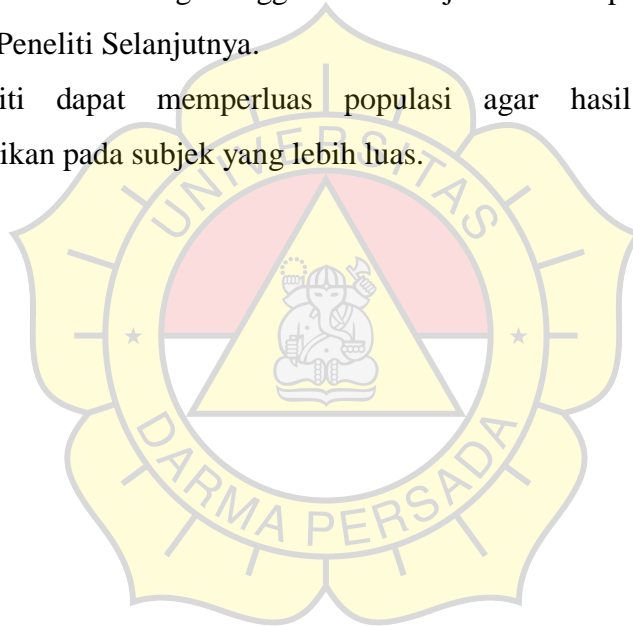 Peneliti Selanjutnya.
iti dapat memperluas populasi agar hasil
ikan pada subjek yang lebih luas.
UNIVERSITAS
DARMA PERSADA